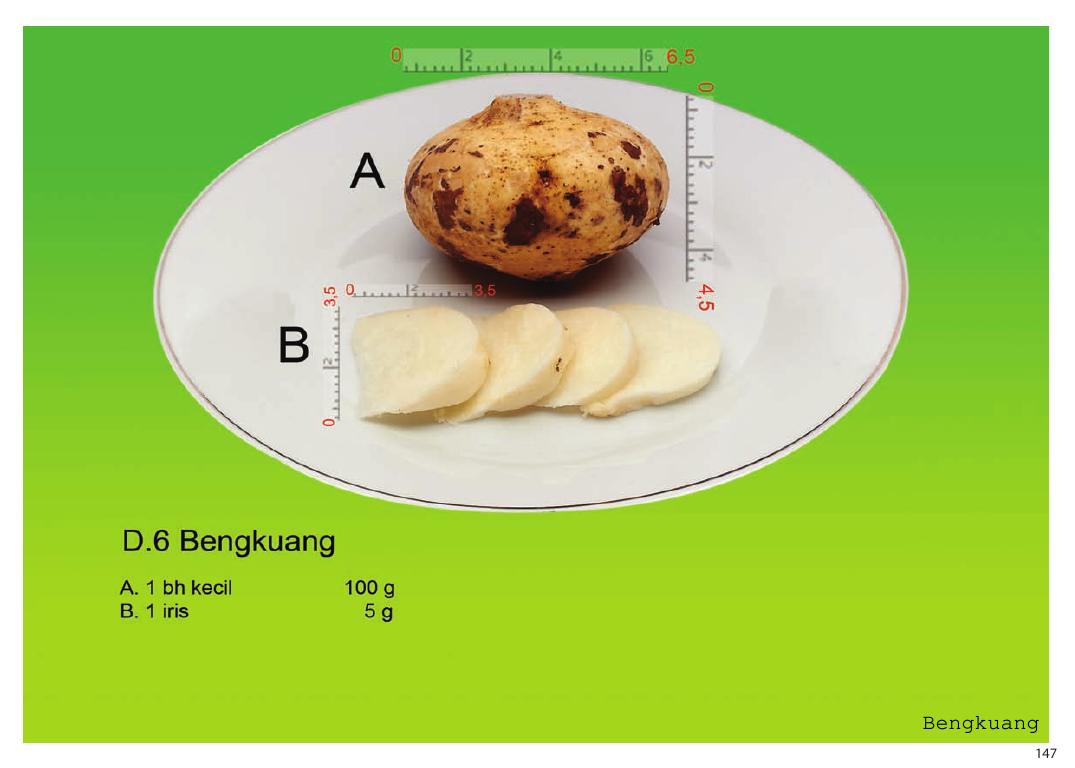 0 2 4 6 6,5
0 2 4 4,5
A
0 2 3,5
3,5 2 0
B
D.6 Bengkuang
A. 1 bh kecil 100 g
B. 1 iris 5 g
Bengkuang
147